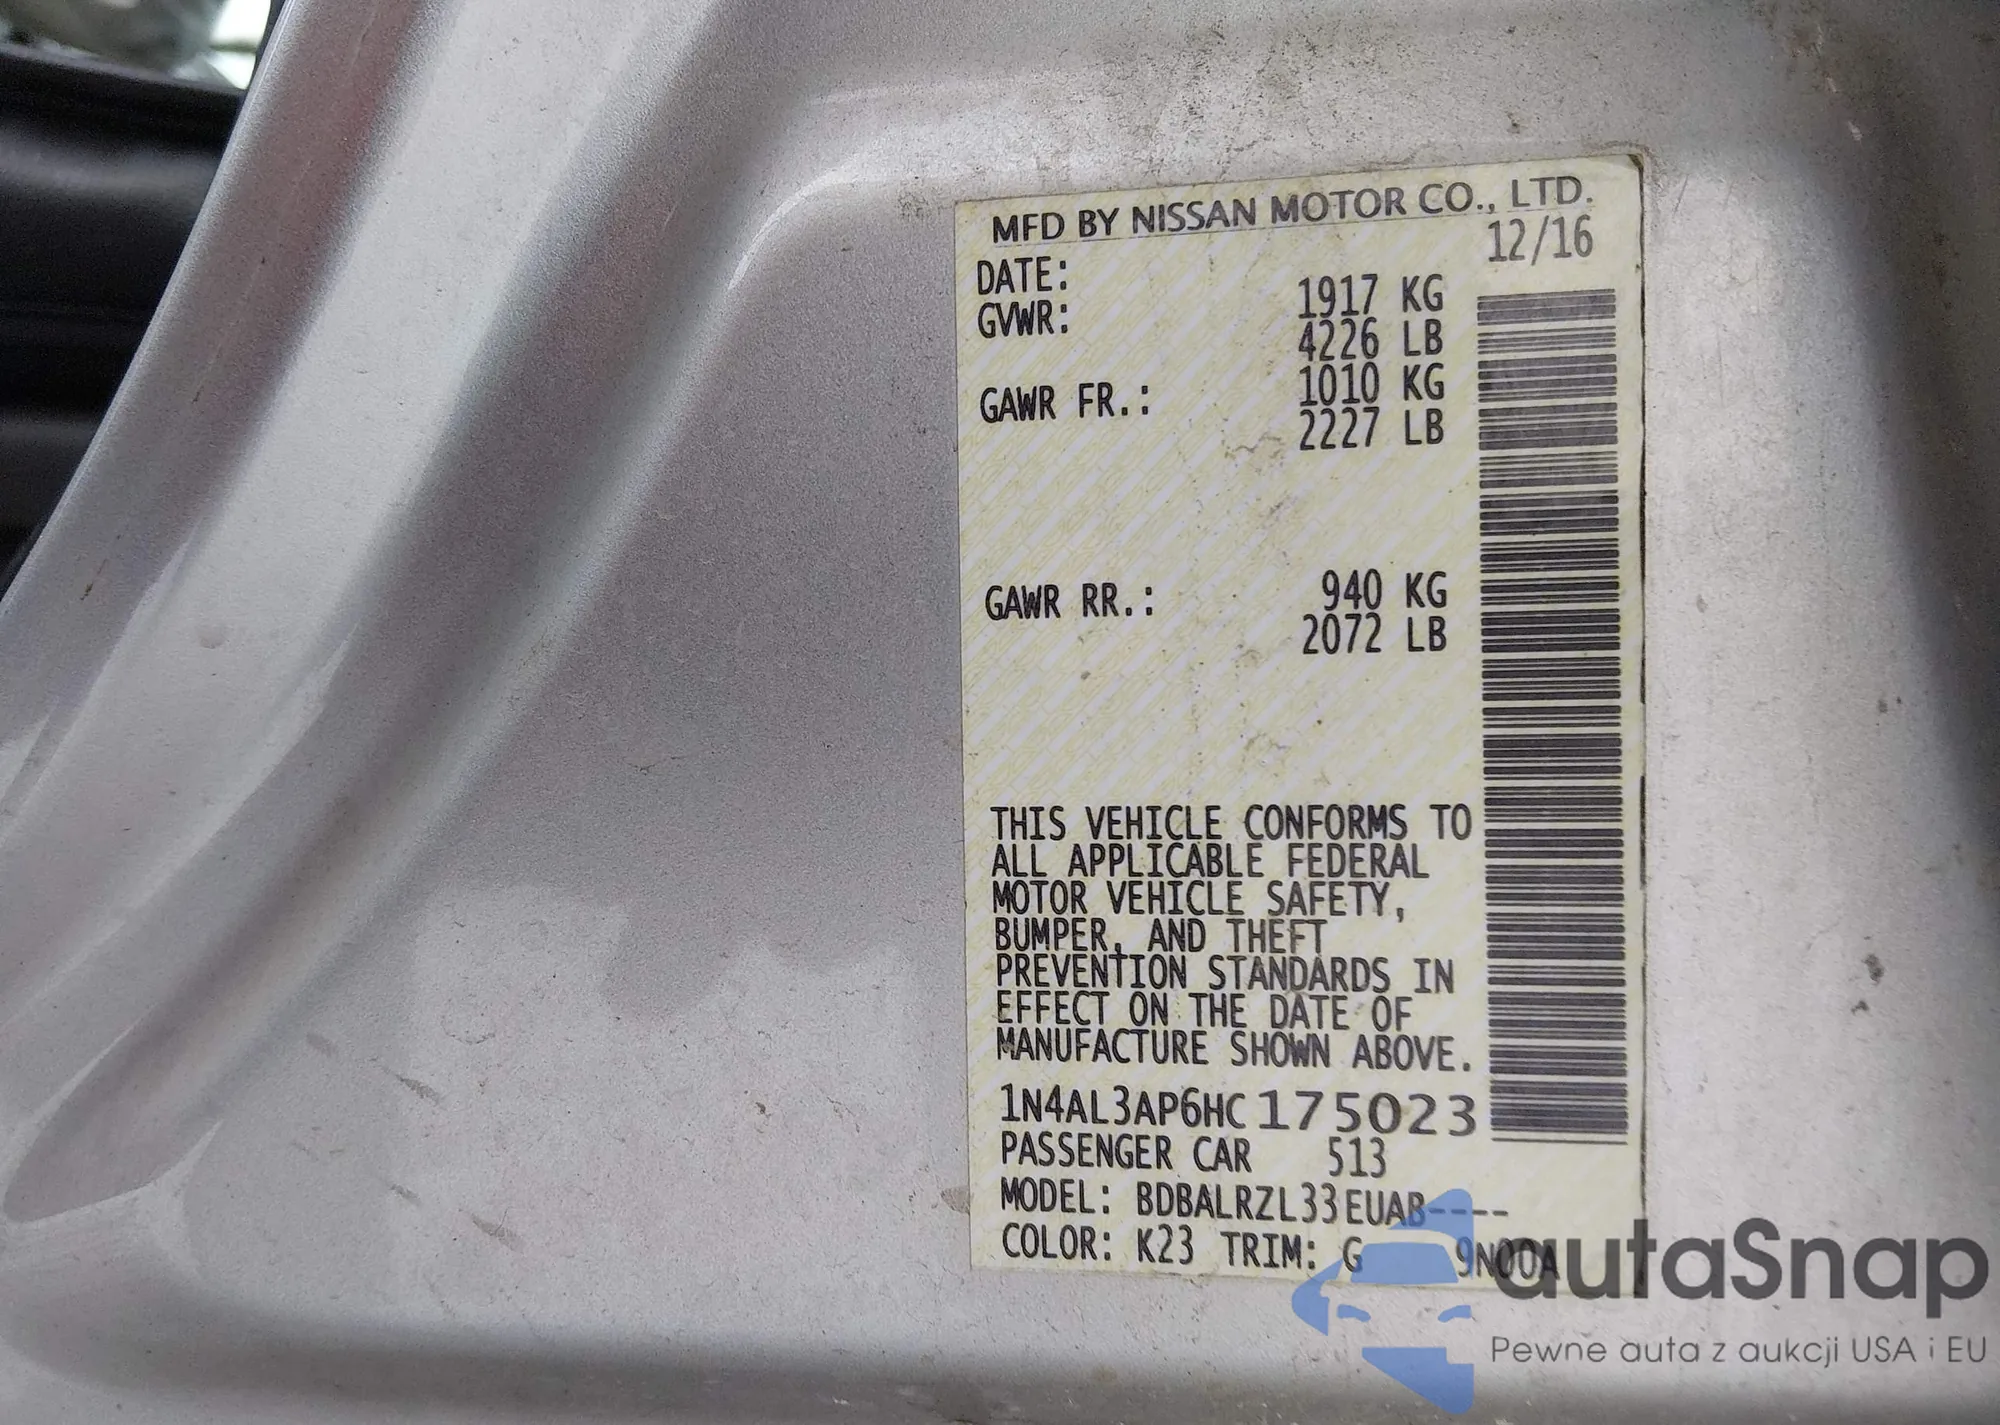 MFD BY NISSAN MOTOR CO., LTD.
DATE: 12/16
GVWR: 1917 KG
4226 LB
GAWR FR.: 1010 KG
2227 LB
GAWR RR.: 940 KG
2072 LB
THIS VEHICLE CONFORMS TO
ALL APPLICABLE FEDERAL
MOTOR VEHICLE SAFETY,
BUMPER, AND THEFT
PREVENTION STANDARDS IN
EFFECT ON THE DATE OF
MANUFACTURE SHOWN ABOVE.
1N4AL3AP6HC175023
PASSENGER CAR 513
MODEL: BDBALRZL33EUAB----
COLOR: K23 TRIM: G 9N00A
autaSnap
Pewne auta z aukcji USA i EU